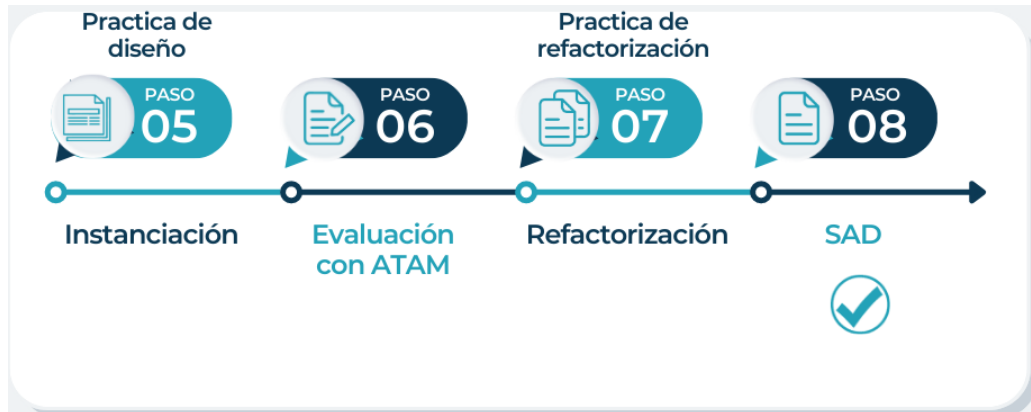 Practica de
diseño
Practica de
refactorización
PASO
05
PASO
06
PASO
07
PASO
08
Instanciación
Evaluación
con ATAM
Refactorización
SAD